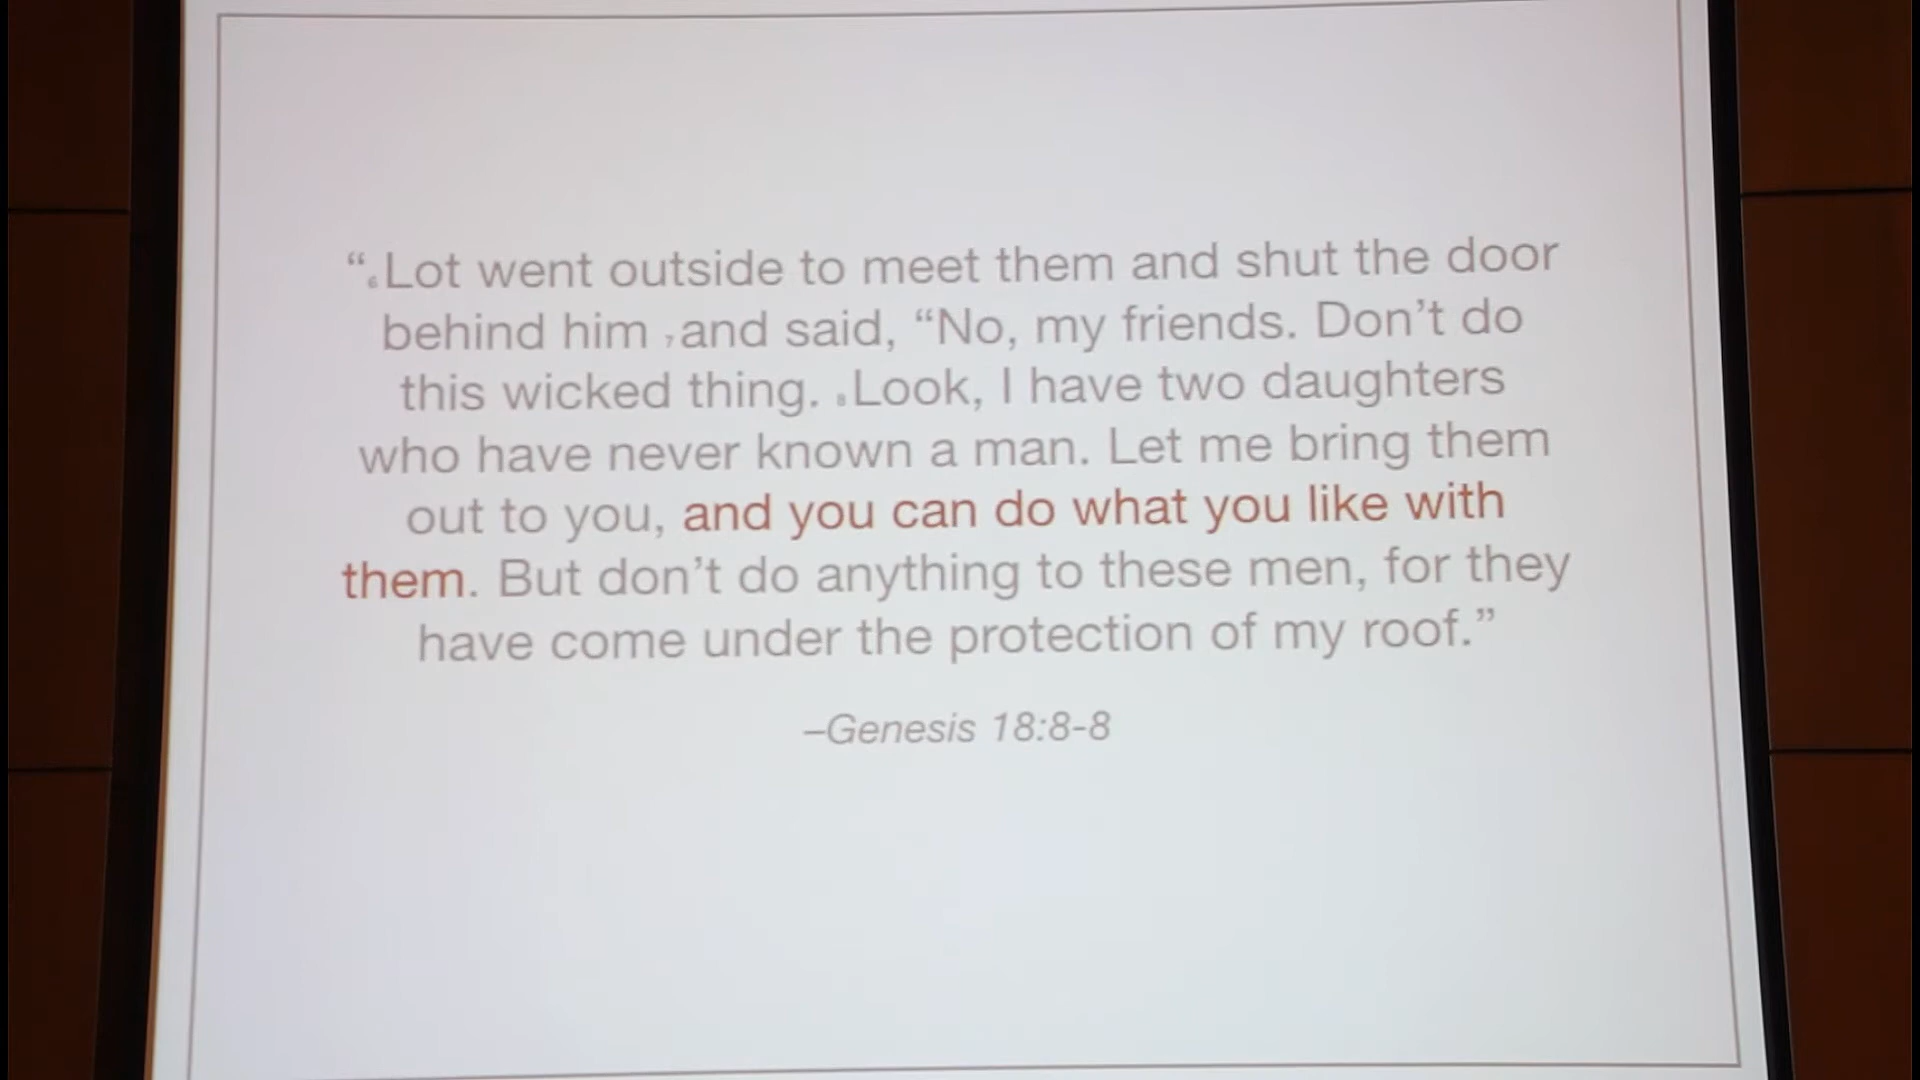 “6 Lot went outside to meet them and shut the door
behind him 7 and said, “No, my friends. Don’t do
this wicked thing. 8 Look, I have two daughters
who have never known a man. Let me bring them
out to you, and you can do what you like with
them. But don’t do anything to these men, for they
have come under the protection of my roof.”
–Genesis 18:8-8